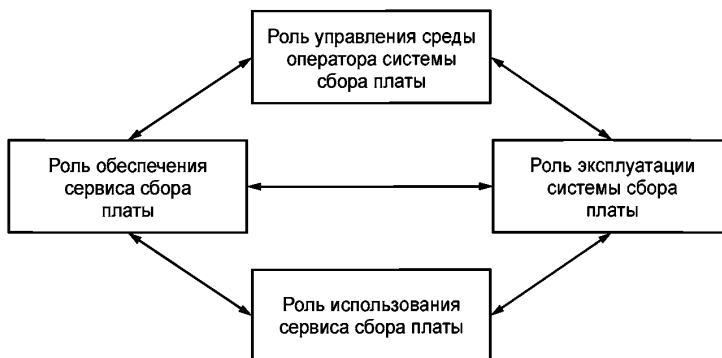 Роль управления среды
оператора системы
сбора платы
Роль обеспечения
сервиса сбора
платы
Роль эксплуатации
системы сбора
платы
Роль использования
сервиса сбора платы